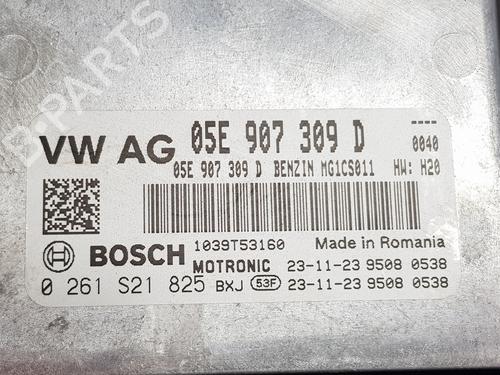 B-PARTS
VW AG 05E 907 309 D ----
0040
05E 907 309 D BENZIN MG1CS011 HW: H20
BOSCH 1039T53160 Made in Romania
MOTRONIC 23-11-23 9508 0538
0 261 S21 825 BXJ 53F 23-11-23 9508 0538